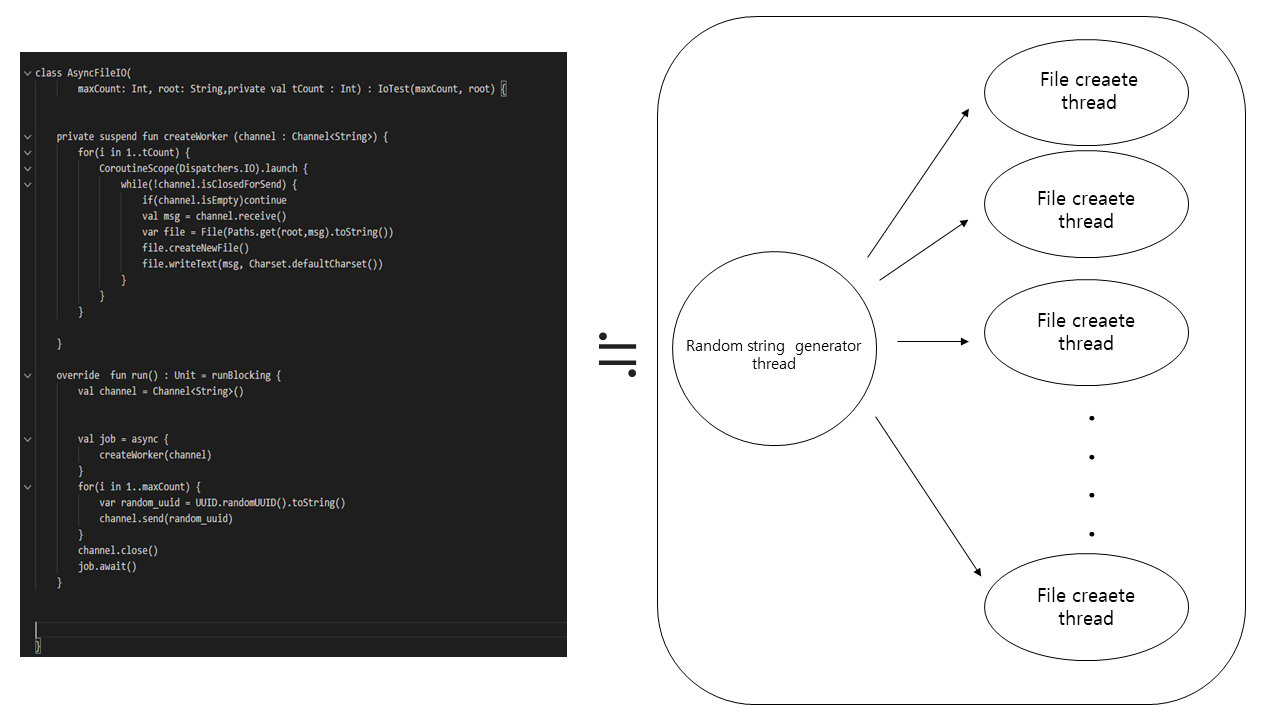 class AsyncFileIO(
maxCount: Int, root: String,private val tCount : Int) : IoTest(maxCount, root) {
private suspend fun createWorker (channel : Channel<String>) {
for(i in 1..tCount) {
CoroutineScope(Dispatchers.IO).launch {
while(!channel.isClosedForSend) {
if(channel.isEmpty)continue
val msg = channel.receive()
var file = File(Paths.get(root,msg).toString())
file.createNewFile()
file.writeText(msg, Charset.defaultCharset())
}
}
}
}
override  fun run() : Unit = runBlocking {
val channel = Channel<String>()
val job = async {
createWorker(channel)
}
for(i in 1..maxCount) {
var random_uuid = UUID.randomUUID().toString()
channel.send(random_uuid)
}
channel.close()
job.await()
}
}
≒
Random string  generator
thread
File creaete
thread
File creaete
thread
File creaete
thread
File creaete
thread